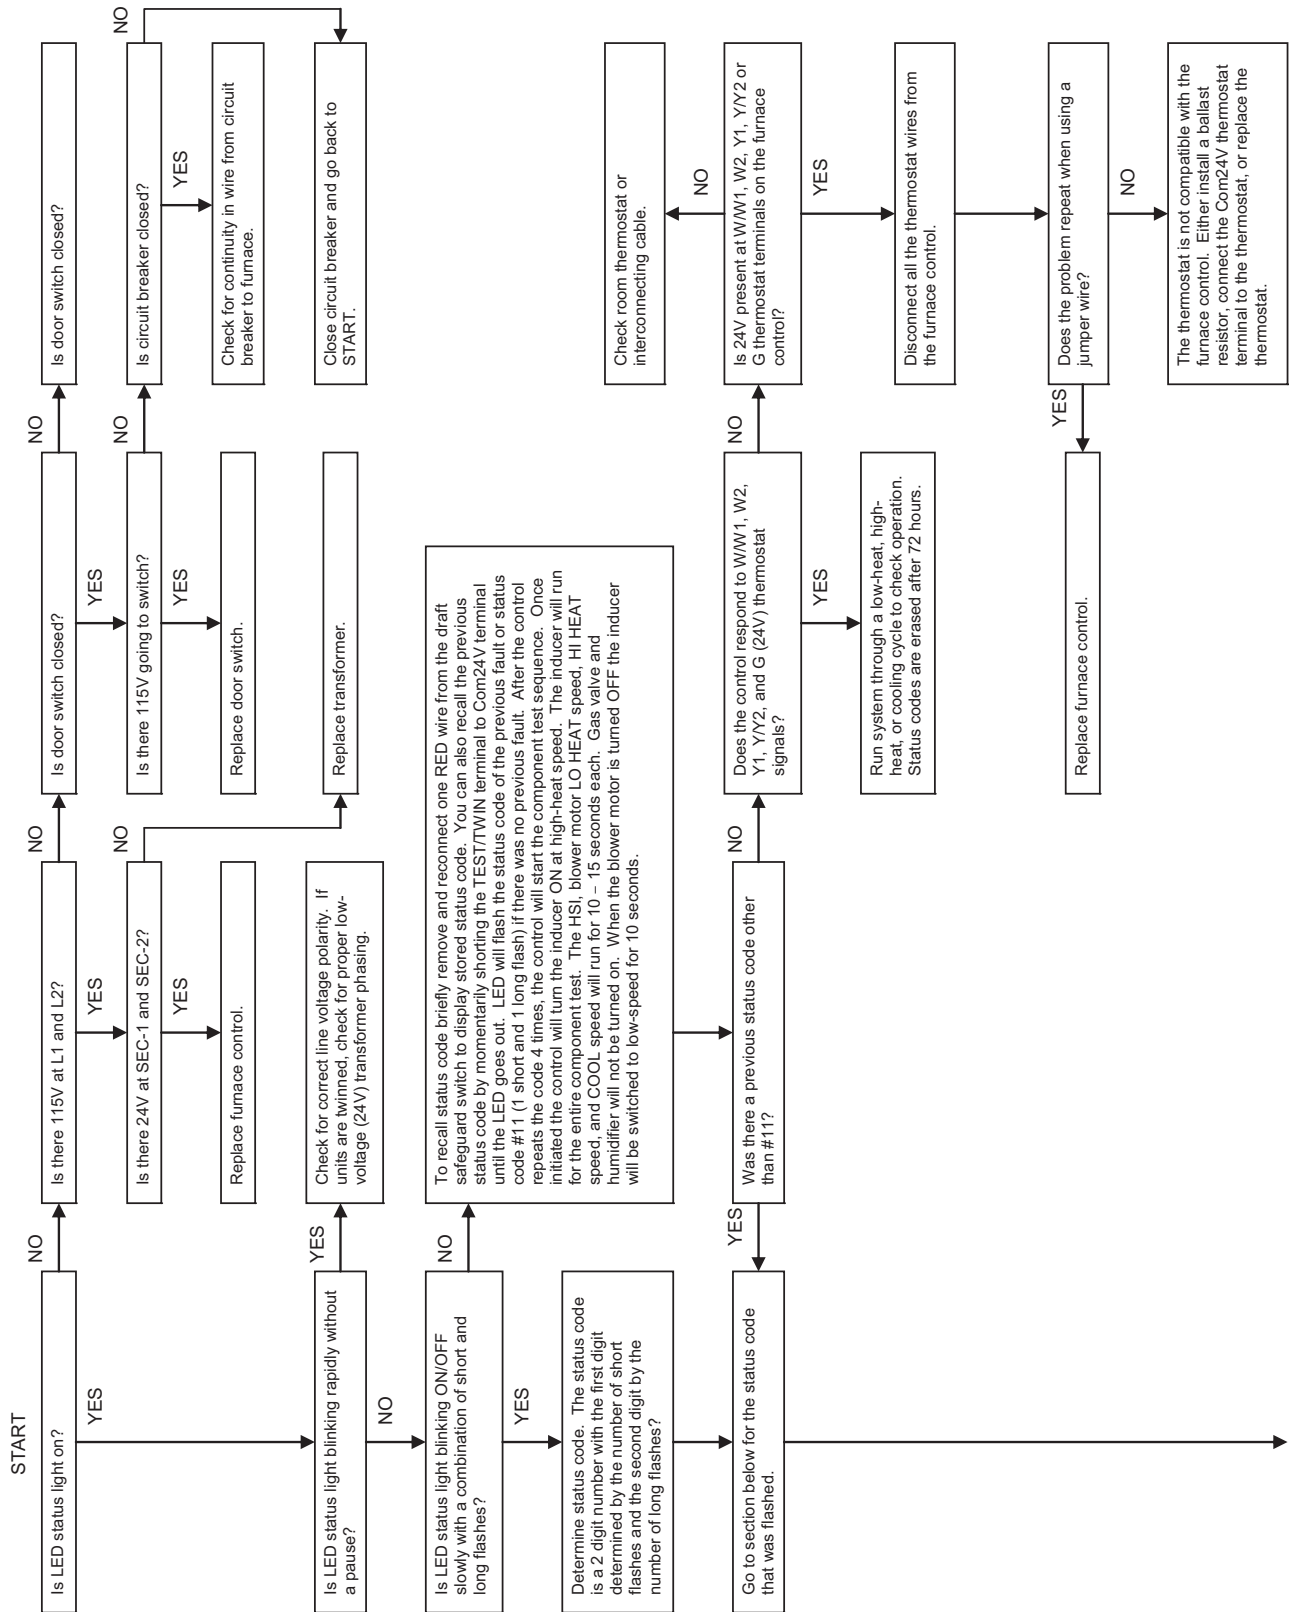 START
Is LED status light on?
NO
YES
Is there 115V at L1 and L2?
NO
YES
Is door switch closed?
NO
YES
Is door switch closed?
Is there 24V at SEC-1 and SEC-2?
NO
YES
Is there 115V going to switch?
NO
YES
Is circuit breaker closed?
NO
YES
Replace furnace control.
Replace door switch.
Check for continuity in wire from circuit
breaker to furnace.
Is LED status light blinking rapidly without
a pause?
YES
NO
Check for correct line voltage polarity. If
units are twinned, check for proper low-
voltage (24V) transformer phasing.
Replace transformer.
Close circuit breaker and go back to
START.
Is LED status light blinking ON/OFF
slowly with a combination of short and
long flashes?
NO
YES
To recall status code briefly remove and reconnect one RED wire from the draft
safeguard switch to display stored status code. You can also recall the previous
status code by momentarily shorting the TEST/TWIN terminal to Com24V terminal
until the LED goes out. LED will flash the status code of the previous fault or status
code #11 (1 short and 1 long flash) if there was no previous fault. After the control
repeats the code 4 times, the control will start the component test sequence. Once
initiated the control will turn the inducer ON at high-heat speed. The inducer will run
for the entire component test. The HSI, blower motor LO HEAT speed, HI HEAT
speed, and COOL speed will run for 10 – 15 seconds each. Gas valve and
humidifier will not be turned on. When the blower motor is turned OFF the inducer
will be switched to low-speed for 10 seconds.
Determine status code. The status code
is a 2 digit number with the first digit
determined by the number of short
flashes and the second digit by the
number of long flashes?
Check room thermostat or
interconnecting cable.
NO
Go to section below for the status code
that was flashed.
YES
Was there a previous status code other
than #11?
NO
Does the control respond to W/W1, W2,
Y1, Y/Y2, and G (24V) thermostat
signals?
NO
YES
Is 24V present at W/W1, W2, Y1, Y/Y2 or
G thermostat terminals on the furnace
control?
YES
Run system through a low-heat, high-
heat, or cooling cycle to check operation.
Status codes are erased after 72 hours.
Disconnect all the thermostat wires from
the furnace control.
Replace furnace control.
YES
Does the problem repeat when using a
jumper wire?
NO
The thermostat is not compatible with the
furnace control. Either install a ballast
resistor, connect the Com24V thermostat
terminal to the thermostat, or replace the
thermostat.